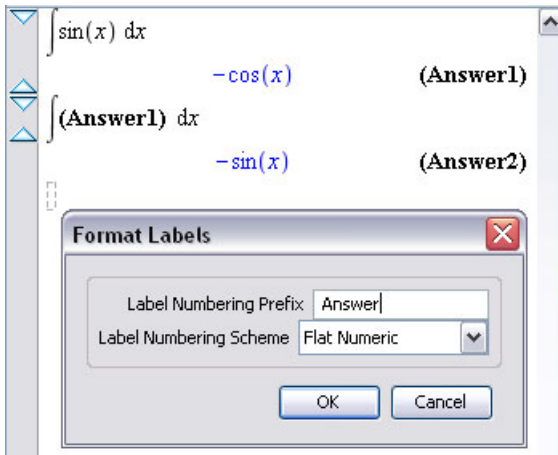 ∫sin(x) dx
−cos(x) (Answer1)
∫(Answer1) dx
−sin(x) (Answer2)
Format Labels
Label Numbering Prefix Answer
Label Numbering Scheme Flat Numeric
OK Cancel